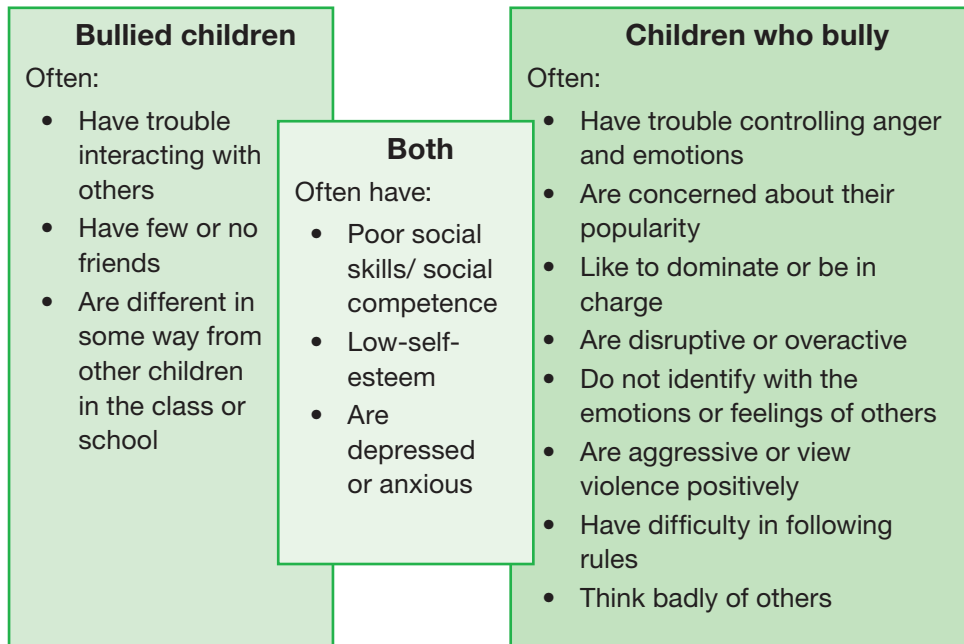 Bullied children
Often:
• Have trouble
interacting with
others
• Have few or no
friends
• Are different in
some way from
other children
in the class or
school
Both
Often have:
• Poor social
skills/ social
competence
• Low-self-
esteem
• Are
depressed
or anxious
Children who bully
Often:
• Have trouble controlling anger
and emotions
• Are concerned about their
popularity
• Like to dominate or be in
charge
• Are disruptive or overactive
• Do not identify with the
emotions or feelings of others
• Are aggressive or view
violence positively
• Have difficulty in following
rules
• Think badly of others